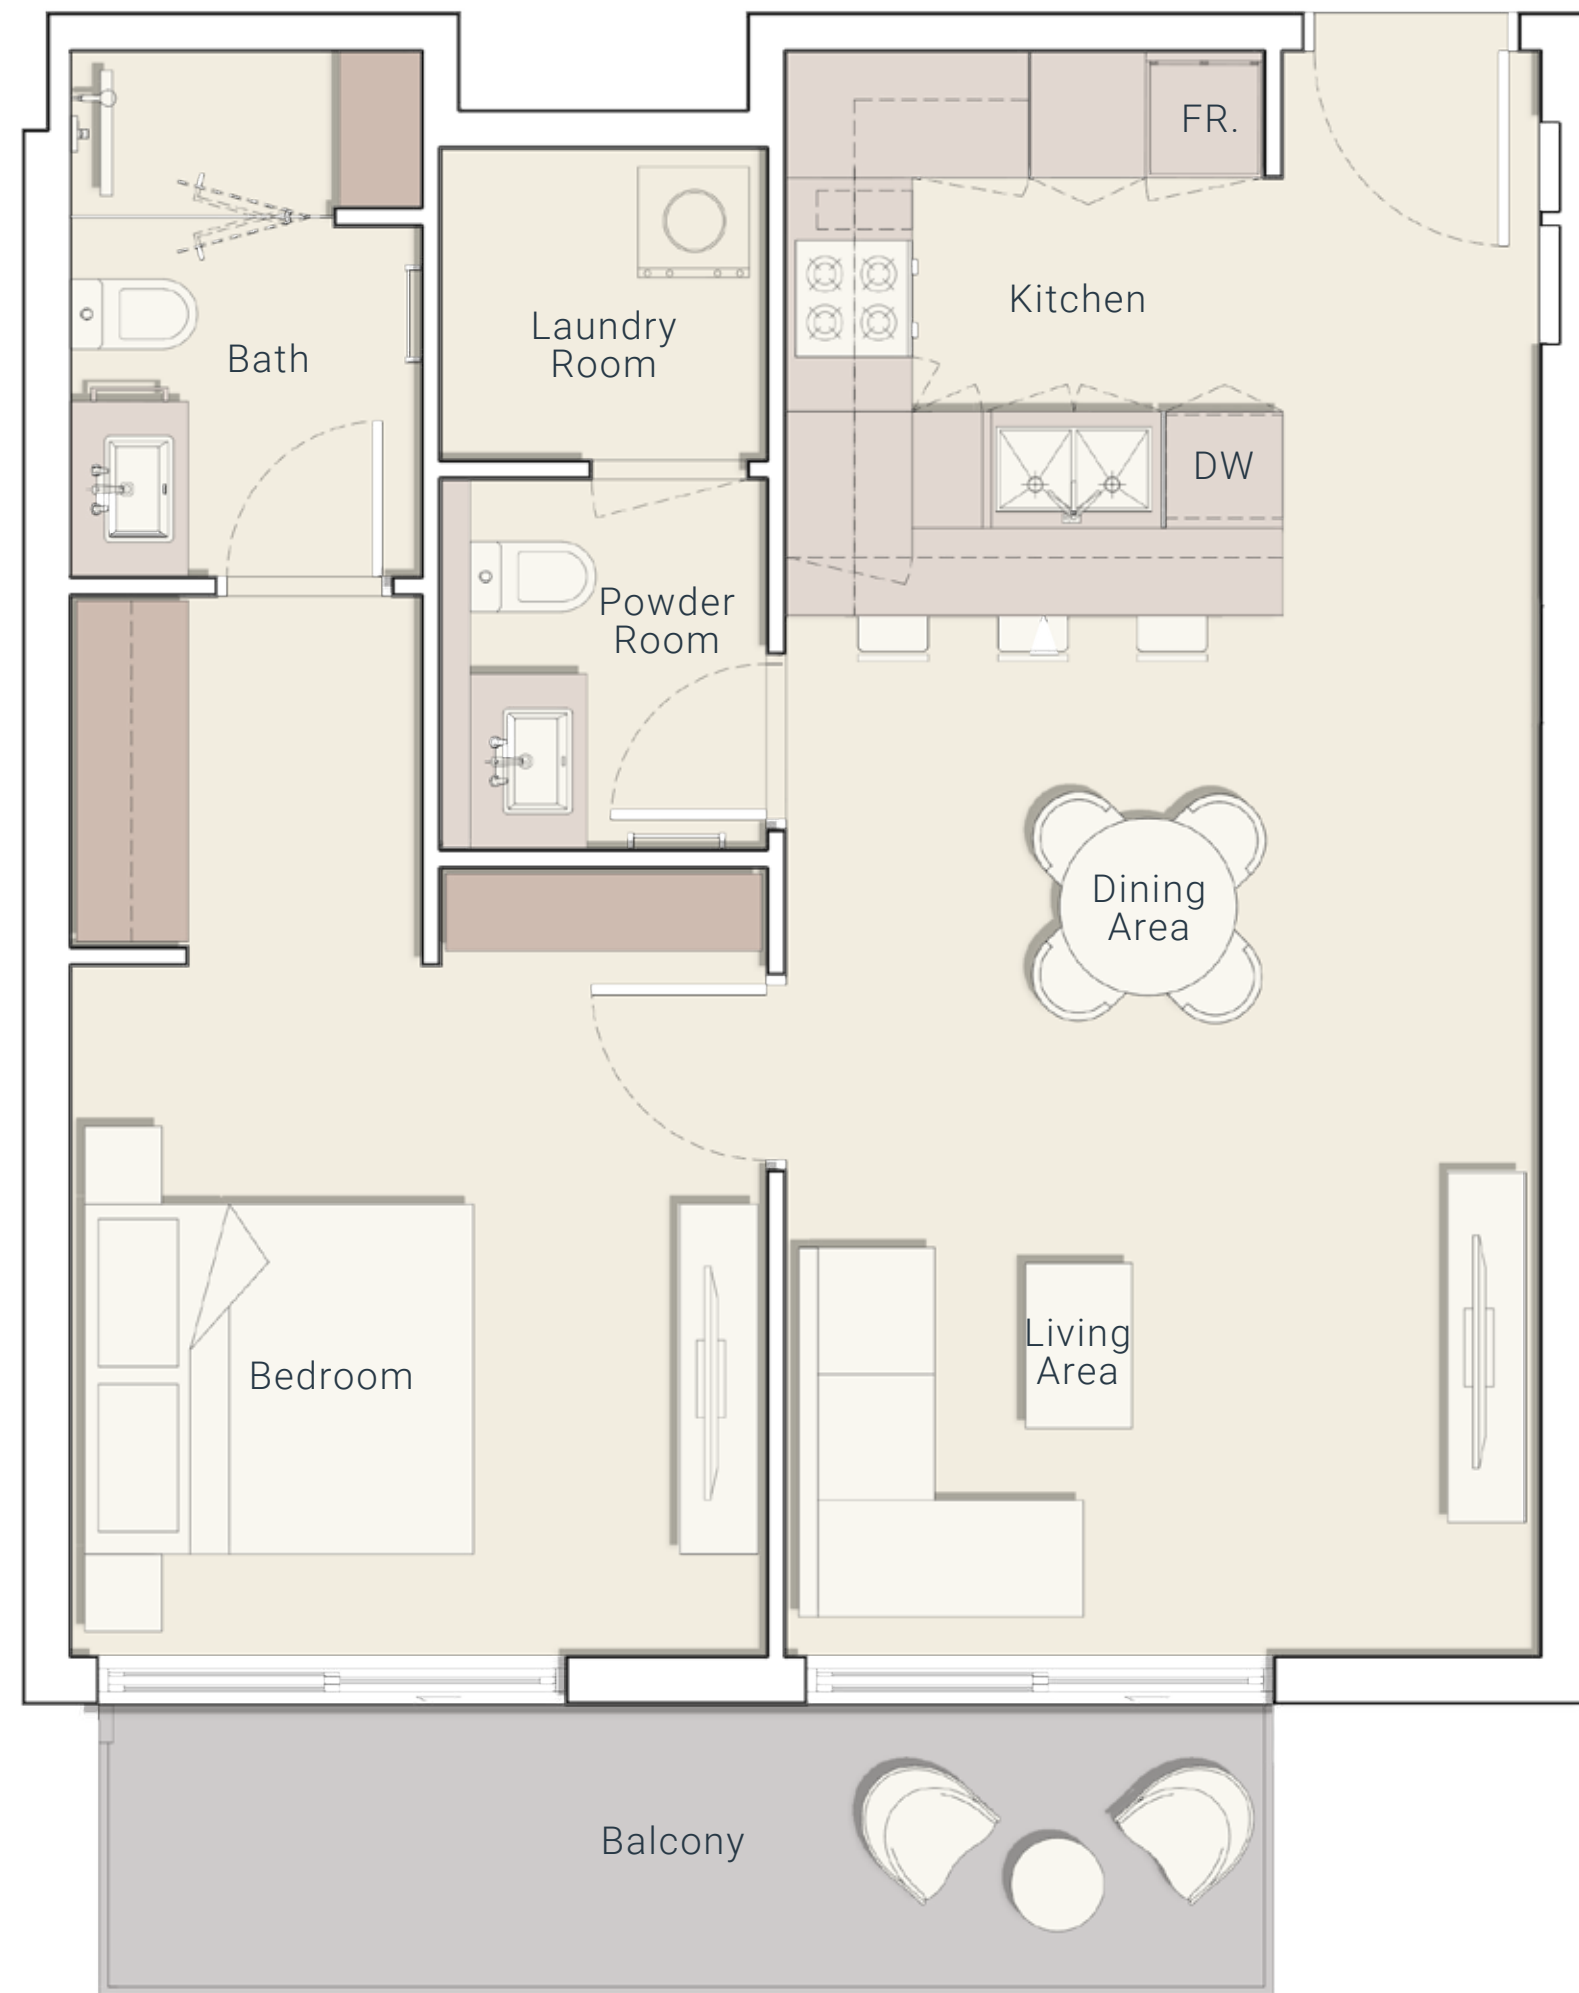 FR.
Kitchen
Laundry
Room
Bath
DW
Powder
Room
Dining
Area
Living
Area
Bedroom
Balcony